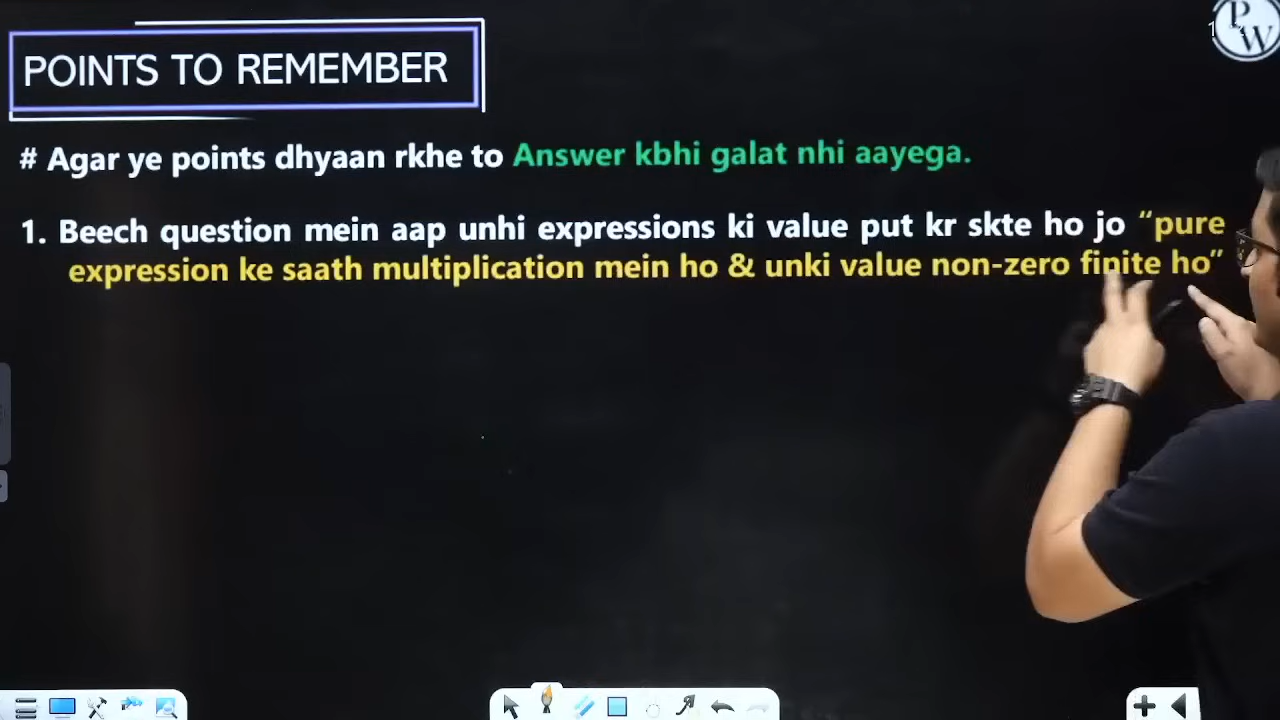 POINTS TO REMEMBER
# Agar ye points dhyaan rkhe to Answer kbhi galat nhi aayega.
1. Beech question mein aap unhi expressions ki value put kr skte ho jo “pure
expression ke saath multiplication mein ho & unki value non-zero finite ho”
P
W